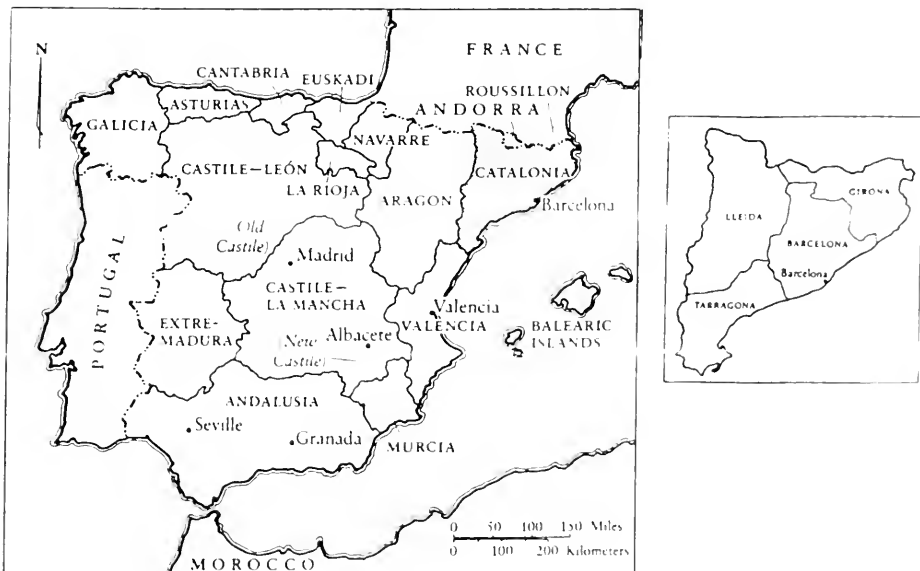 N
FRANCE
CANTABRIA
EUSKADI
ROUSSILLON
ASTURIAS
ANDORRA
GALICIA
NAVARRE
CASTILE–LEÓN
CATALONIA
LA RIOJA
ARAGON
Barcelona
Old
Castile)
Madrid
PORTUGAL
CASTILE–
LA MANCHA
Valencia
VALENCIA
EXTRE-
MADURA
Albacete
BALEARIC
ISLANDS
(New
Castile)
ANDALUSIA
Seville
Granada
MURCIA
0 50 100 150 Miles
0 100 200 Kilometers
MOROCCO
GIRONA
LLEIDA
BARCELONA
Barcelona
TARRAGONA